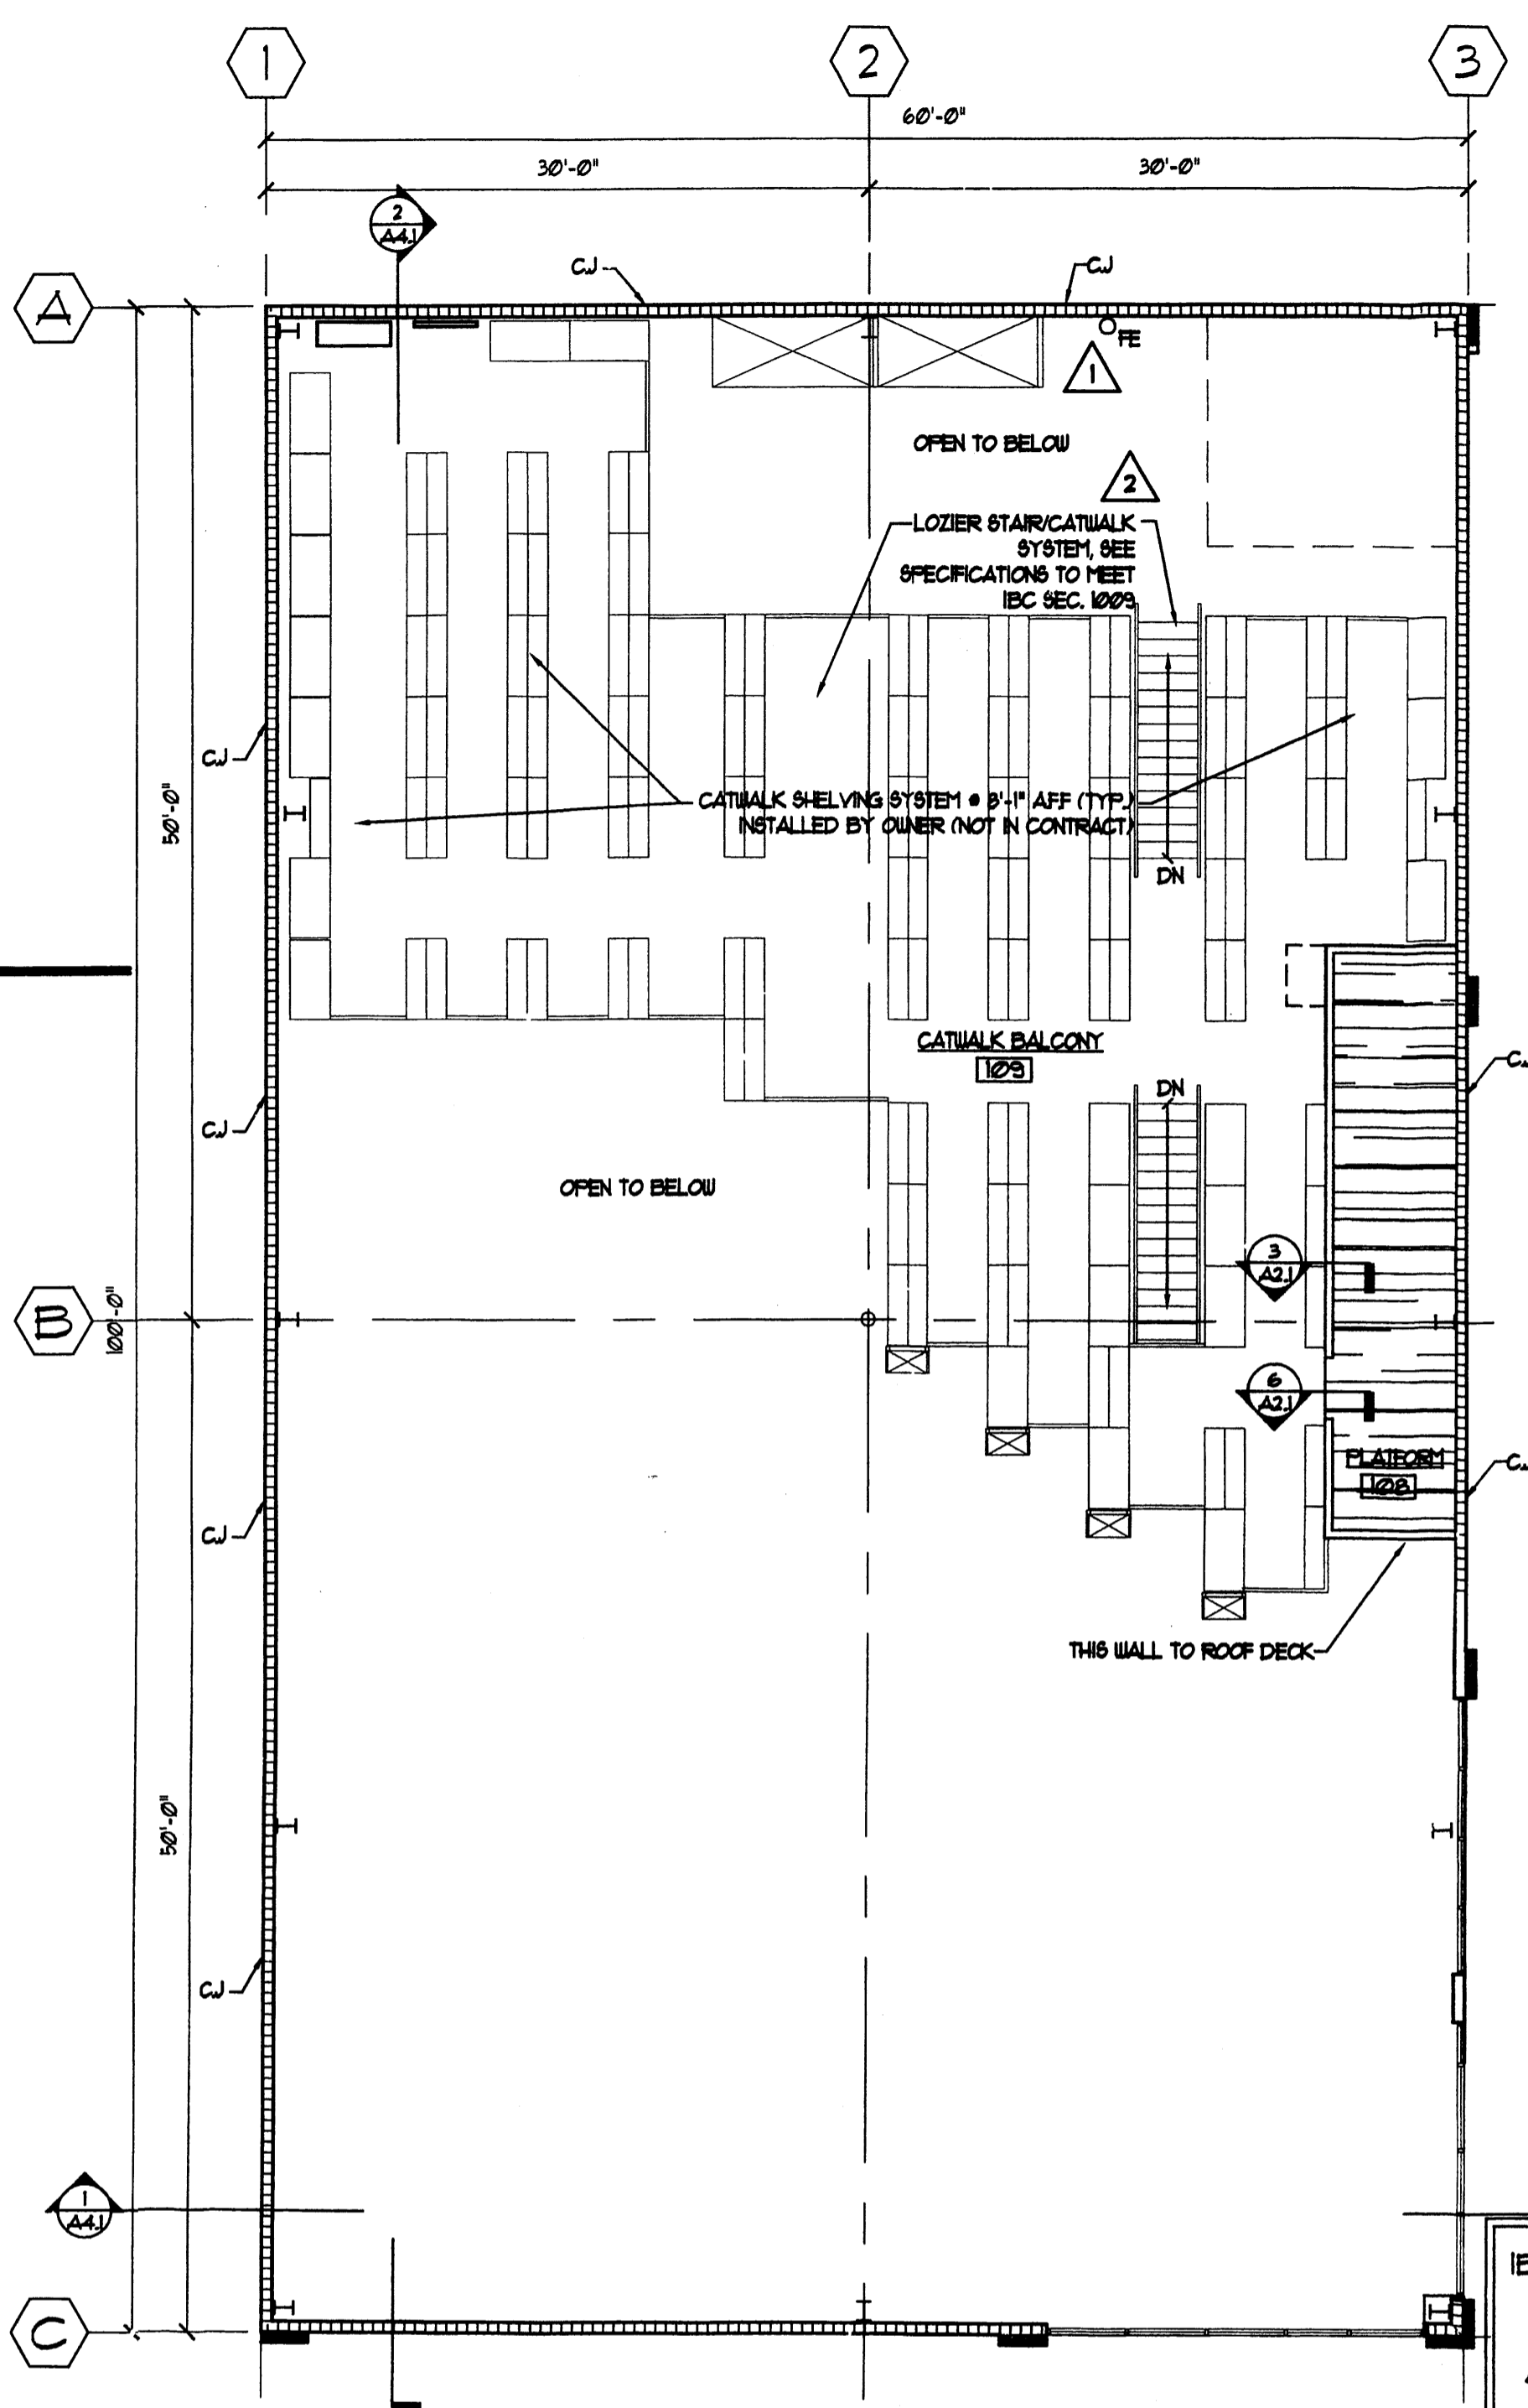 1
2
3
60'-0"
30'-0"
30'-0"
2
A4.1
CJ
CJ
A
FE
1
OPEN TO BELOW
2
LOZIER STAIR/CATWALK
SYSTEM, SEE
SPECIFICATIONS TO MEET
IBC SEC. 1009
CJ
50'-0"
CATWALK SHELVING SYSTEM @ 8'-1" AFF (TYP.)
INSTALLED BY OWNER (NOT IN CONTRACT)
DN
CATWALK BALCONY
109
DN
CJ
OPEN TO BELOW
3
A2.1
B
100'-0"
6
A2.1
PLATFORM
108
CJ
THIS WALL TO ROOF DECK
50'-0"
CJ
1
A4.1
C